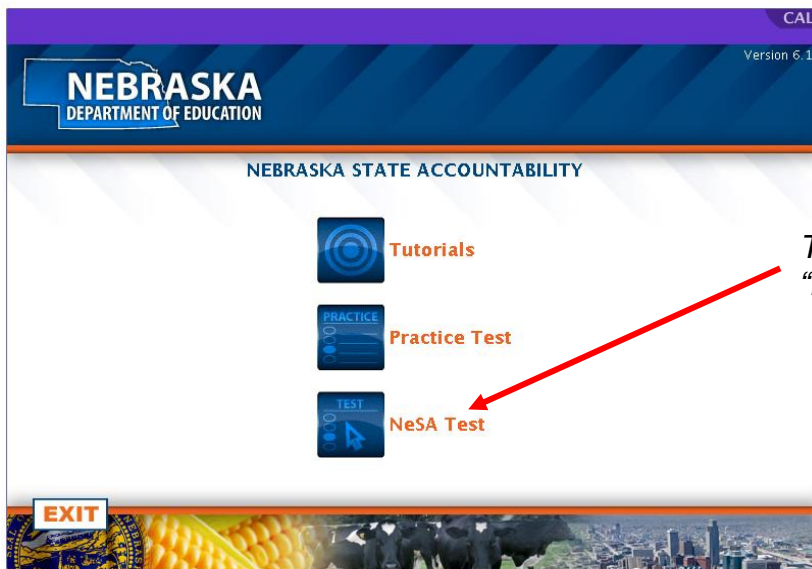 CAL
Version 6.1
NEBRASKA
DEPARTMENT OF EDUCATION
NEBRASKA STATE ACCOUNTABILITY
Tutorials
PRACTICE
Practice Test
TEST
NeSA Test
EXIT